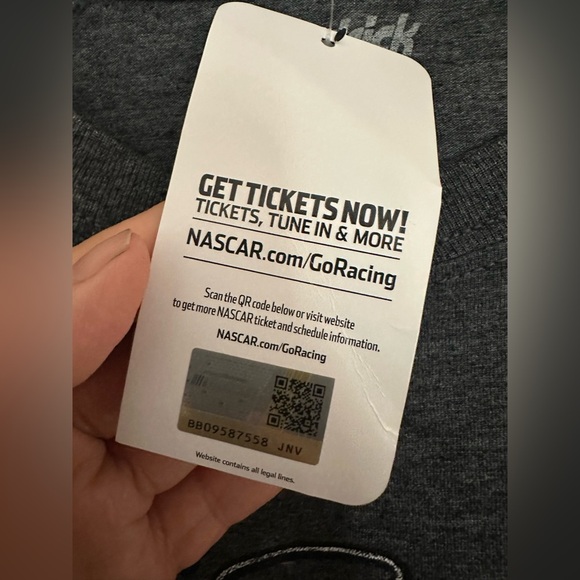 GET TICKETS NOW!
TICKETS, TUNE IN & MORE
NASCAR.com/GoRacing
Scan the QR code below or visit website
to get more NASCAR ticket and schedule information.
NASCAR.com/GoRacing
BB09587558 JNV
Website contains all legal lines.